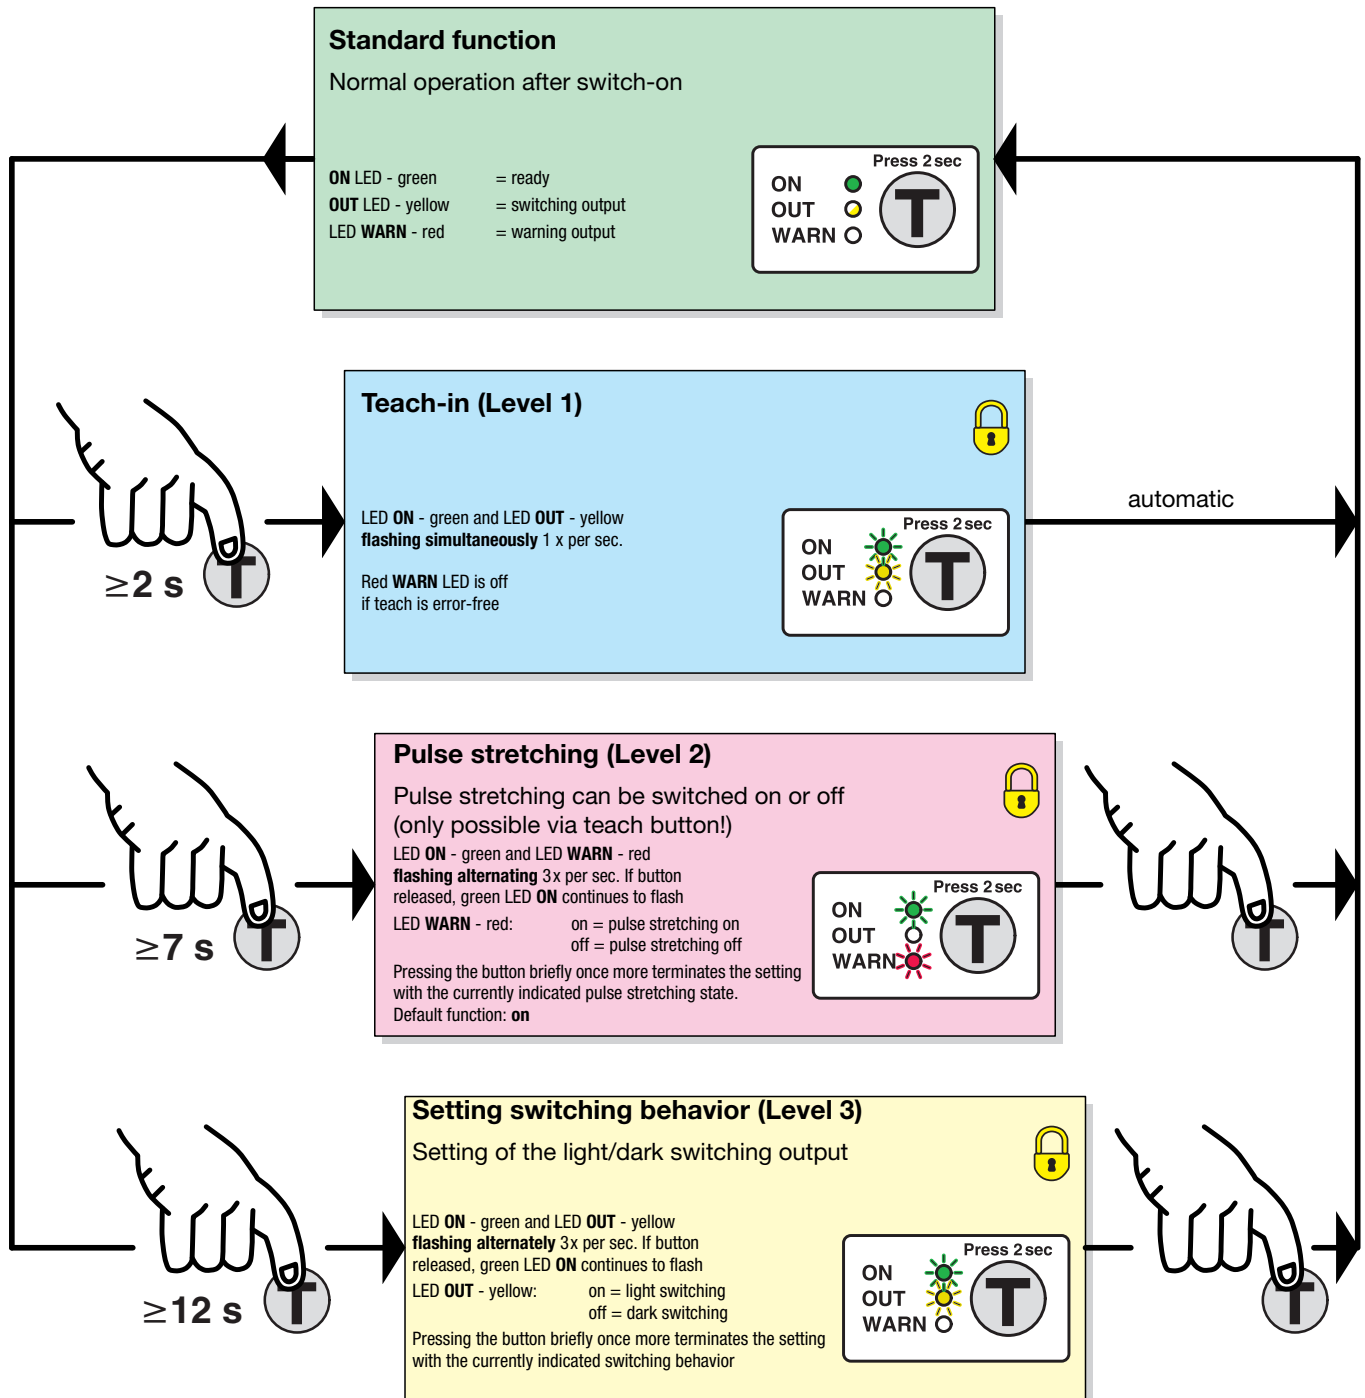 Standard function
Normal operation after switch-on
ON LED - green = ready
OUT LED - yellow = switching output
LED WARN - red = warning output
Press 2 sec
ON
OUT
WARN
T
Teach-in (Level 1)
LED ON - green and LED OUT - yellow
flashing simultaneously 1 x per sec.
Red WARN LED is off
if teach is error-free
Press 2 sec
ON
OUT
WARN
T
automatic
≥2 s
T
Pulse stretching (Level 2)
Pulse stretching can be switched on or off
(only possible via teach button!)
LED ON - green and LED WARN - red
flashing alternating 3x per sec. If button
released, green LED ON continues to flash
LED WARN - red: on = pulse stretching on
off = pulse stretching off
Pressing the button briefly once more terminates the setting
with the currently indicated pulse stretching state.
Default function: on
Press 2 sec
ON
OUT
WARN
T
≥7 s
T
T
Setting switching behavior (Level 3)
Setting of the light/dark switching output
LED ON - green and LED OUT - yellow
flashing alternately 3x per sec. If button
released, green LED ON continues to flash
LED OUT - yellow: on = light switching
off = dark switching
Pressing the button briefly once more terminates the setting
with the currently indicated switching behavior
Press 2 sec
ON
OUT
WARN
T
≥12 s
T
T